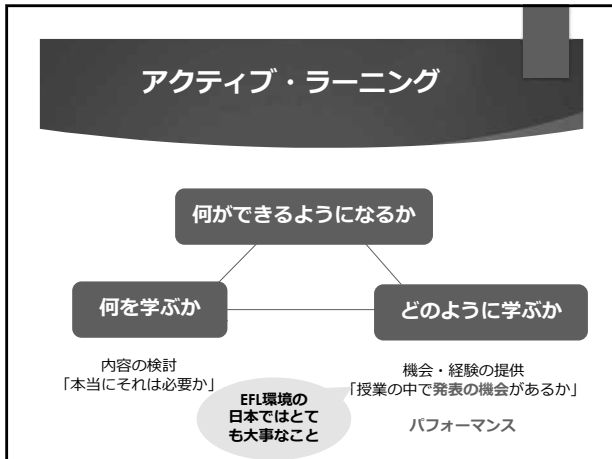 アクティブ・ラーニング
何ができるようになるか
何を学ぶか
どのように学ぶか
内容の検討
「本当にそれは必要か」
機会・経験の提供
「授業の中で発表の機会があるか」
EFL環境の
日本ではとて
も大事なこと
パフォーマンス